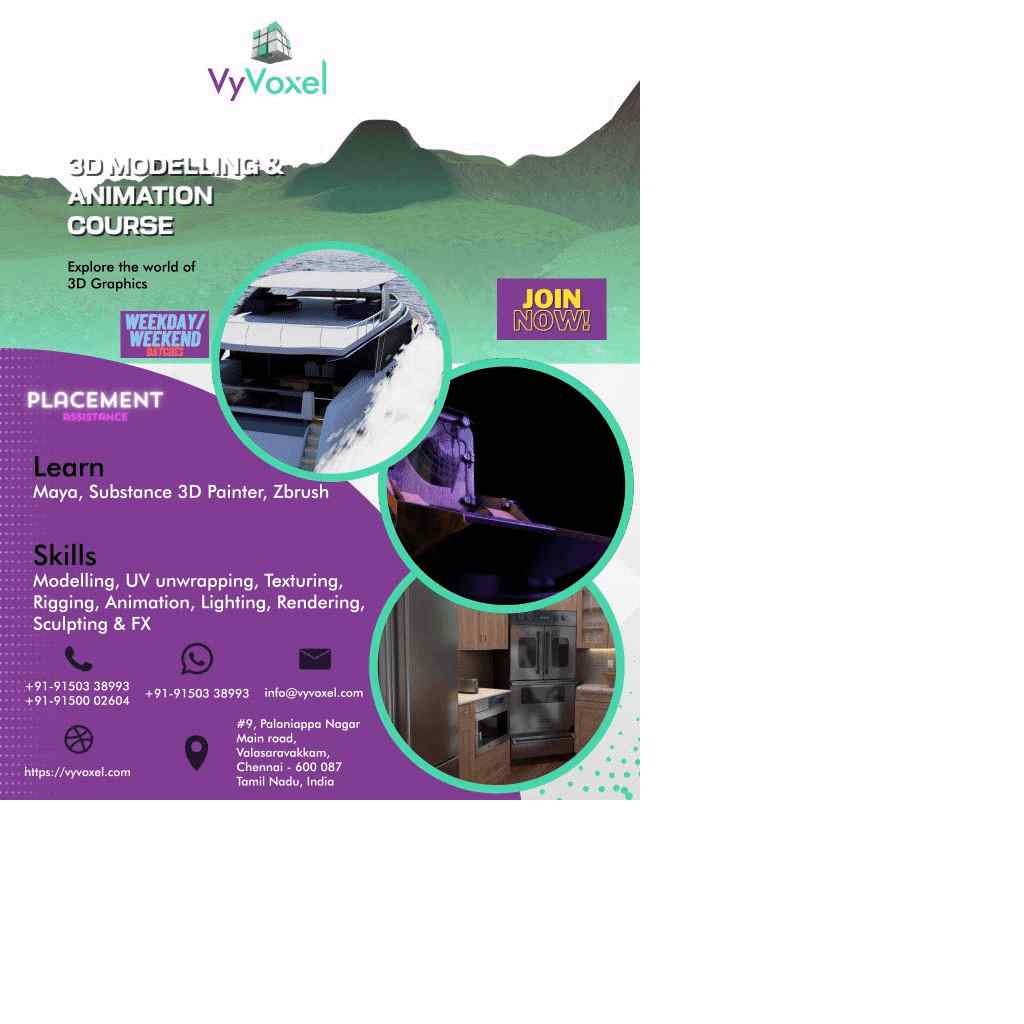 VyVoxel
3D MODELLING &
ANIMATION
COURSE
Explore the world of
3D Graphics
WEEKDAY/
WEEKEND
BATCHES
JOIN
NOW!
PLACEMENT
ASSISTANCE
Learn
Maya, Substance 3D Painter, Zbrush
Skills
Modelling, UV unwrapping, Texturing,
Rigging, Animation, Lighting, Rendering,
Sculpting & FX
+91-91503 38993
+91-91500 02604
+91-91503 38993
info@vyvoxel.com
https://vyvoxel.com
#9, Palaniappa Nagar
Main road,
Valasaravakkam,
Chennai - 600 087
Tamil Nadu, India